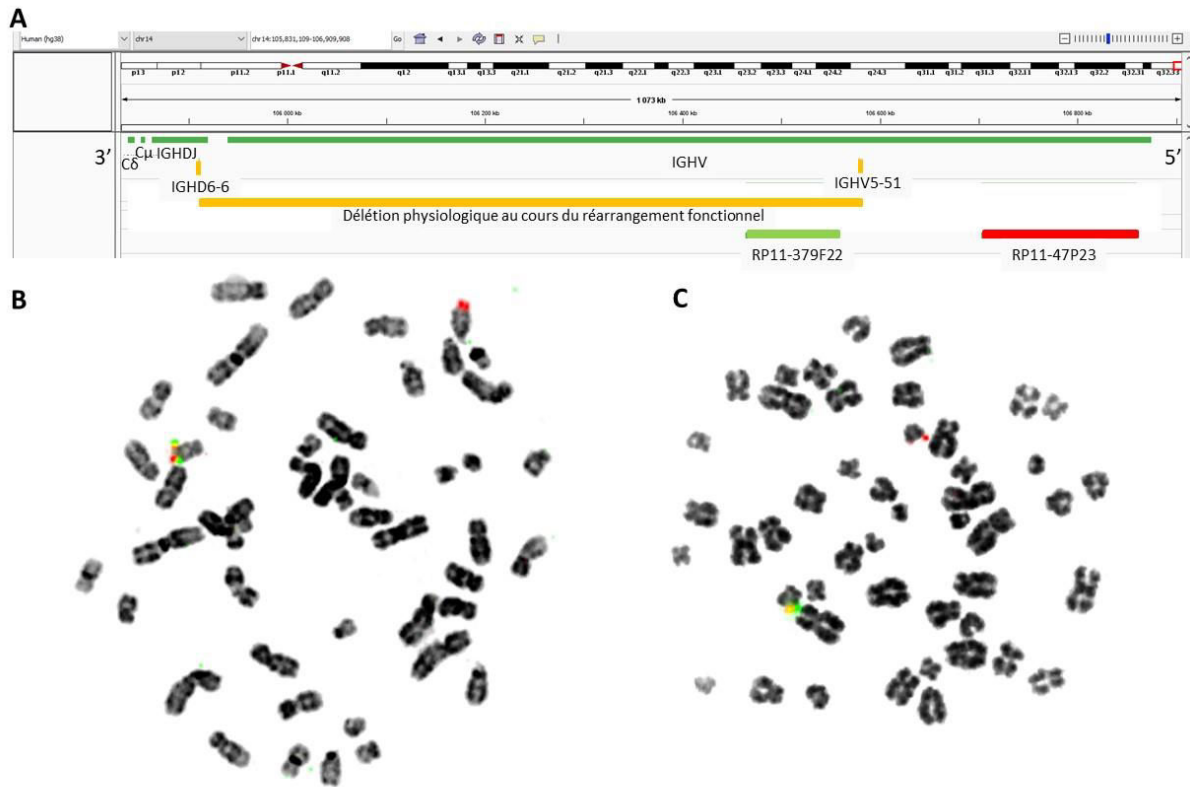 A
Human (hg38) chr14 chr14:105,831,109-106,909,908 Go
p13 p12 p11.2 p11.1 q11.2 q12 q13.1 q13.3 q21.1 q21.2 q21.3 q22.1 q22.3 q23.1 q23.2 q23.3 q24.1 q24.2 q24.3 q31.1 q31.2 q31.3 q32.11 q32.13 q32.2 q32.31 q32.33
1 073 kb
106 000 kb 106 200 kb 106 400 kb 106 600 kb 106 800 kb
3’ Cδ Cμ IGHDJ IGHV 5’
IGHD6-6 IGHV5-51
Délétion physiologique au cours du réarrangement fonctionnel
RP11-379F22 RP11-47P23
B C